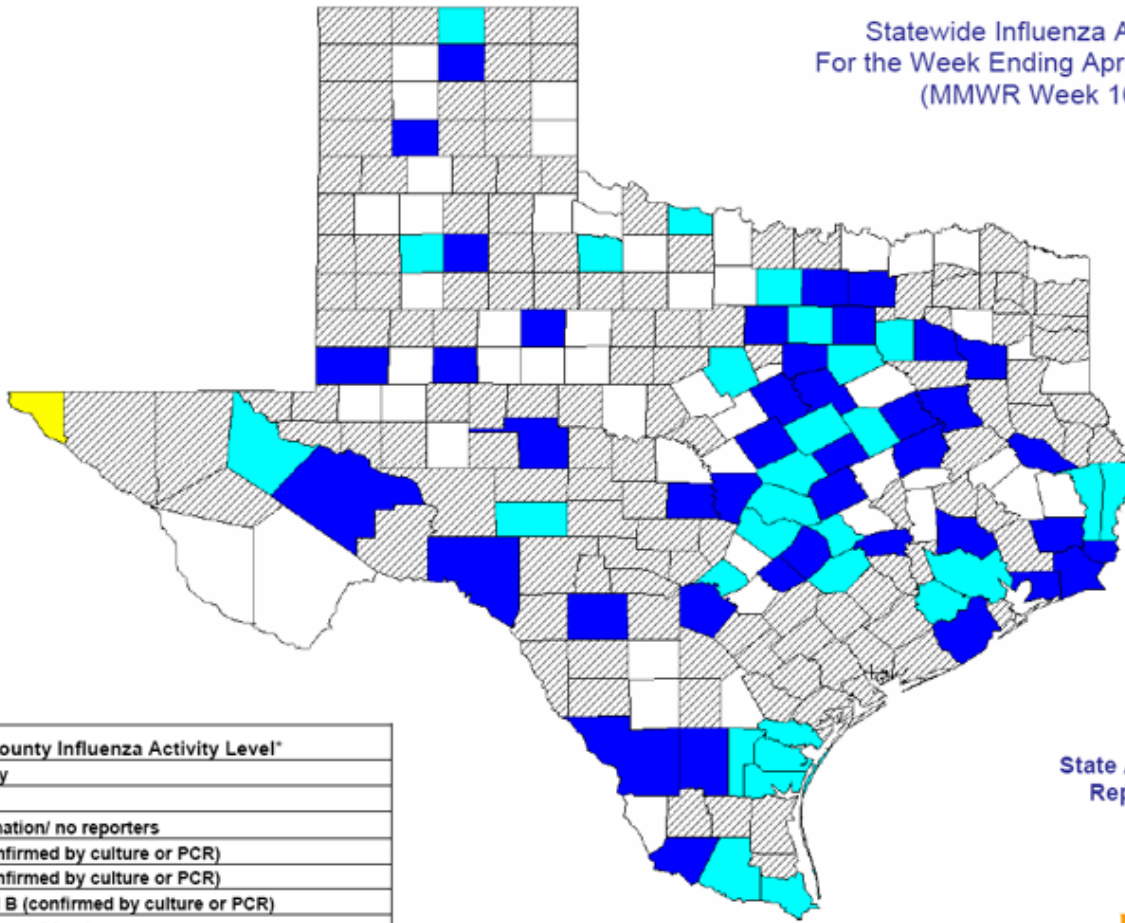 Statewide Influenza A
For the Week Ending Apr
(MMWR Week 10
ounty Influenza Activity Level*
y
nation/ no reporters
nfirmed by culture or PCR)
nfirmed by culture or PCR)
B (confirmed by culture or PCR)
State
Rep